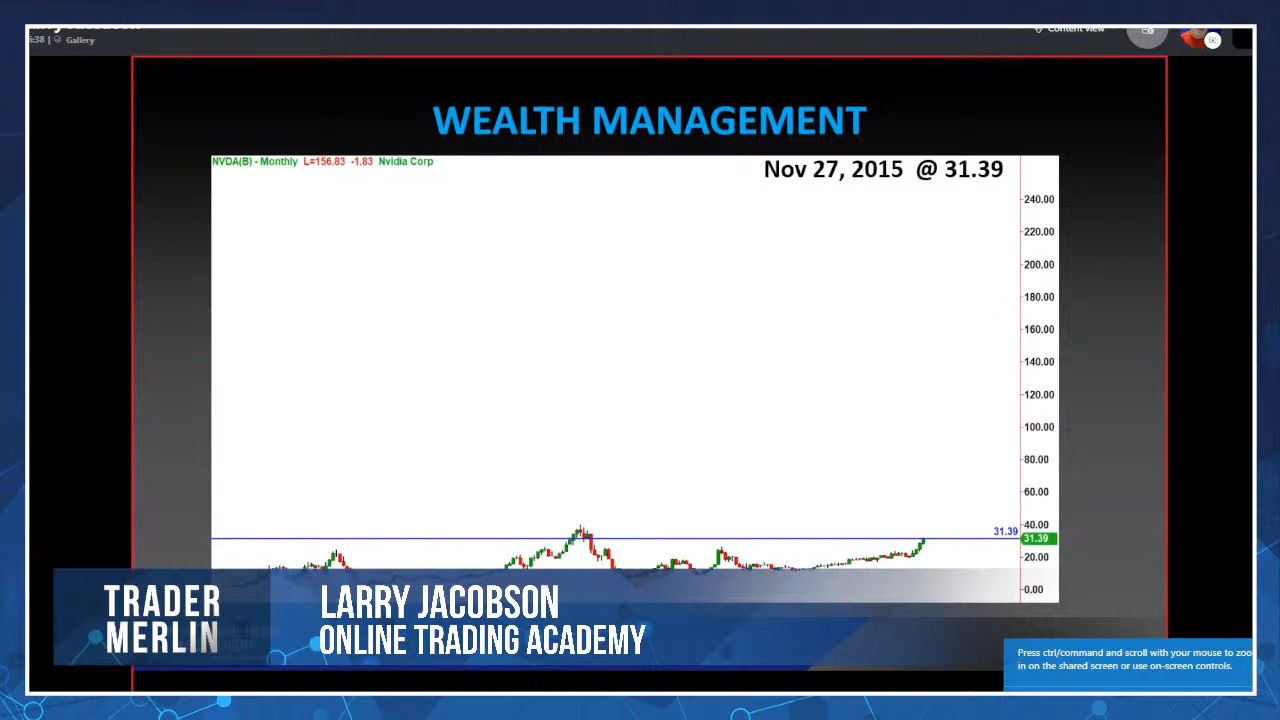 :38 |
Gallery
Content view
WEALTH MANAGEMENT
NVDA(B) - Monthly L=156.83 -1.83 Nvidia Corp
Nov 27, 2015 @ 31.39
240.00
220.00
200.00
180.00
160.00
140.00
120.00
100.00
80.00
60.00
40.00
31.39
31.39
20.00
0.00
TRADER
MERLIN
LARRY JACOBSON
ONLINE TRADING ACADEMY
Press ctrl/command and scroll with your mouse to zoo
in on the shared screen or use on-screen controls.